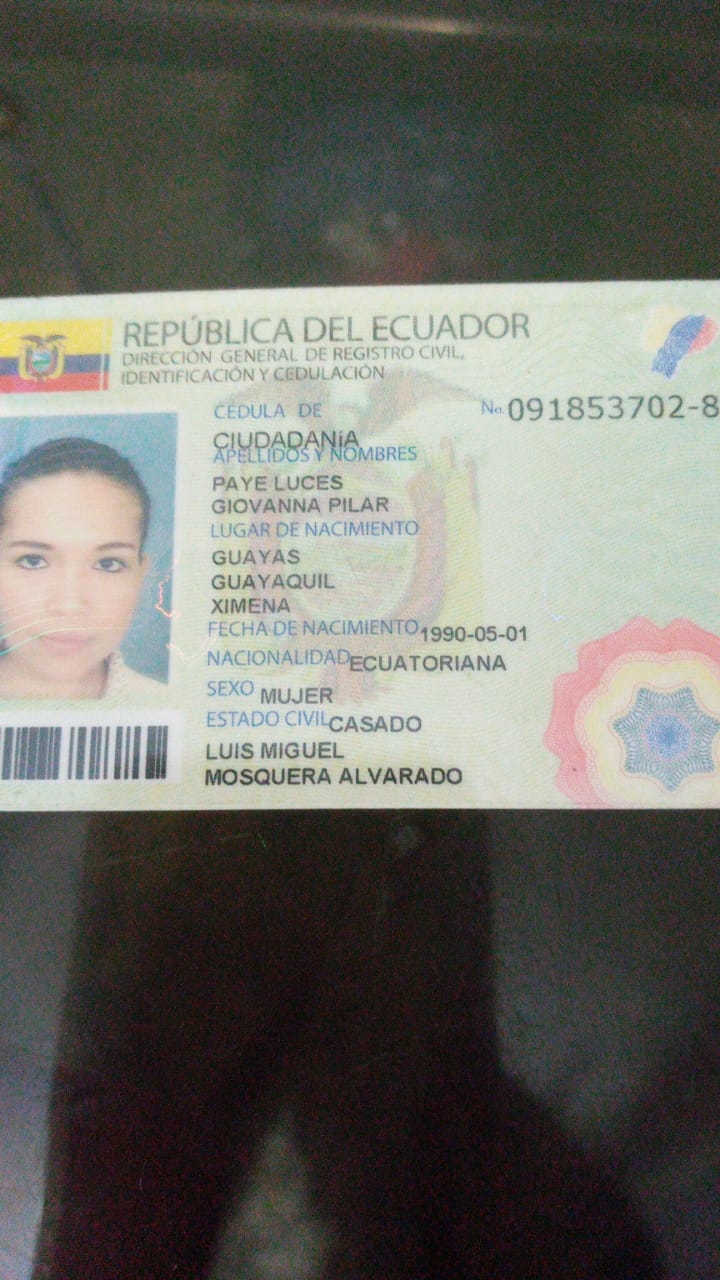 REPÚBLICA DEL ECUADOR
DIRECCIÓN GENERAL DE REGISTRO CIVIL,
IDENTIFICACIÓN Y CEDULACIÓN
CÉDULA DE No. 091853702-8
CIUDADANÍA
APELLIDOS Y NOMBRES
PAYE LUCES
GIOVANNA PILAR
LUGAR DE NACIMIENTO
GUAYAS
GUAYAQUIL
XIMENA
FECHA DE NACIMIENTO 1990-05-01
NACIONALIDAD ECUATORIANA
SEXO MUJER
ESTADO CIVIL CASADO
LUIS MIGUEL
MOSQUERA ALVARADO